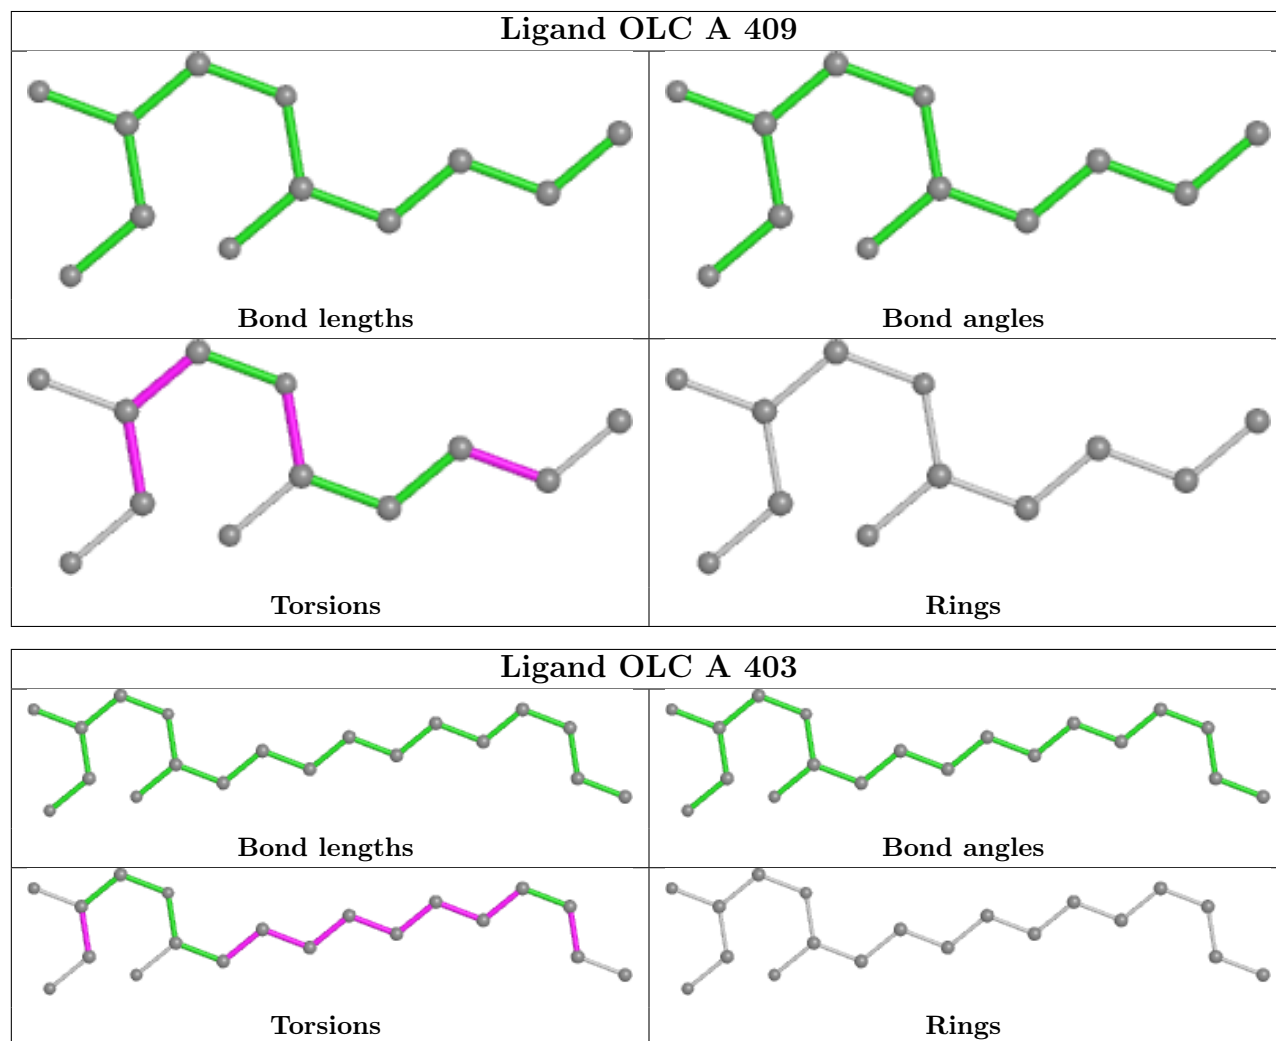 Ligand OLC A 409
Bond lengths
Bond angles
Torsions
Rings
Ligand OLC A 403
Bond lengths
Bond angles
Torsions
Rings